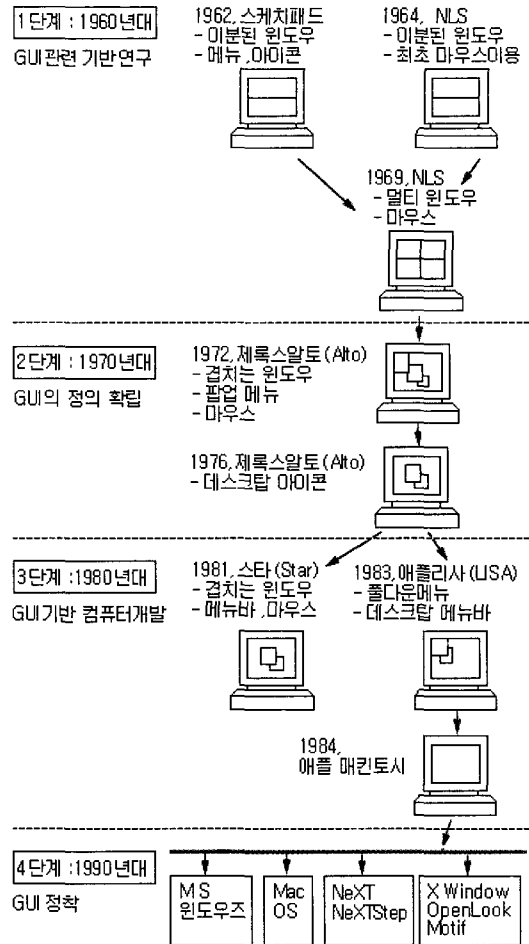 1단계 : 1960년대
GUI관련 기반연구
1962, 스케치패드
- 이분된 윈도우
- 메뉴, 아이콘
1964, NLS
- 이분된 윈도우
- 최초 마우스이용
1969, NLS
- 멀티 윈도우
- 마우스
2단계 : 1970년대
GUI의 정의 확립
1972, 제록스알토(Alto)
- 겹치는 윈도우
- 팝업 메뉴
- 마우스
1976, 제록스알토(Alto)
- 데스크탑 아이콘
3단계 : 1980년대
GUI기반 컴퓨터개발
1981, 스타(Star)
- 겹치는 윈도우
- 메뉴바, 마우스
1983, 애플리사(LISA)
- 풀다운메뉴
- 데스크탑 메뉴바
1984,
애플 매킨토시
4단계 : 1990년대
GUI 정착
MS
윈도우즈
Mac
OS
NeXT
NeXTStep
X Window
OpenLook
Motif